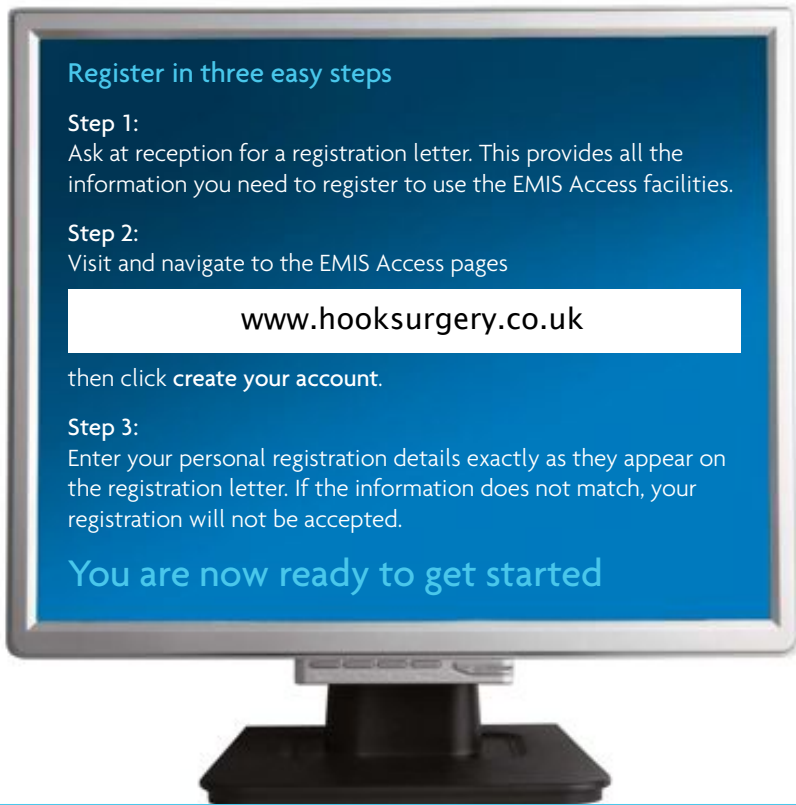 Register in three easy steps
Step 1:
Ask at reception for a registration letter. This provides all the
information you need to register to use the EMIS Access facilities.
Step 2:
Visit and navigate to the EMIS Access pages
www.hooksurgery.co.uk
then click create your account.
Step 3:
Enter your personal registration details exactly as they appear on
the registration letter. If the information does not match, your
registration will not be accepted.
You are now ready to get started